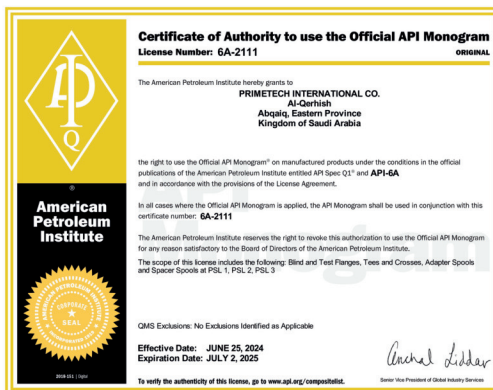 Certificate of Authority to use the Official API Monogram
License Number: 6A-2111
ORIGINAL
The American Petroleum Institute hereby grants to
PRIMETECH INTERNATIONAL CO.
Al-Qerhish
Abqaiq, Eastern Province
Kingdom of Saudi Arabia
the right to use the Official API Monogram® on manufactured products under the conditions in the official
publications of the American Petroleum Institute entitled API Spec Q1® and API-6A
and in accordance with the provisions of the License Agreement.
In all cases where the Official API Monogram is applied, the API Monogram shall be used in conjunction with this
certificate number: 6A-2111
The American Petroleum Institute reserves the right to revoke this authorization to use the Official API Monogram
for any reason satisfactory to the Board of Directors of the American Petroleum Institute.
The scope of this license includes the following: Blind and Test Flanges, Tees and Crosses, Adapter Spools
and Spacer Spools at PSL 1, PSL 2, PSL 3
QMS Exclusions: No Exclusions Identified as Applicable
Effective Date: JUNE 25, 2024
Expiration Date: JULY 2, 2025
To verify the authenticity of this license, go to www.api.org/compositelist.
Senior Vice President of Global Industry Services
API
Q
®
American
Petroleum
Institute
AMERICAN PETROLEUM INSTITUTE
CORPORATE
SEAL
2018-151 | Digital
API
Monogram